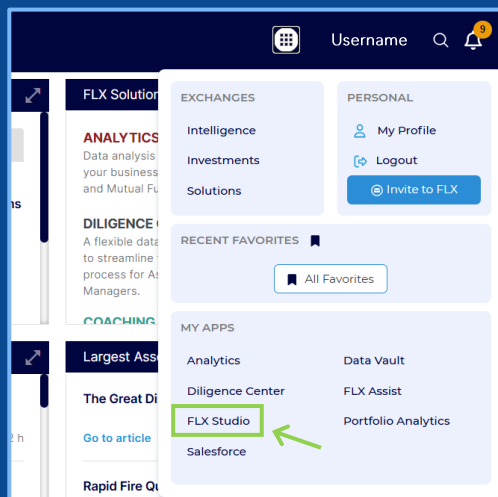 Username
9
FLX Solution
ANALYTICS
Data analysis
your business
and Mutual Fu
DILIGENCE
A flexible data
to streamline
process for As
Managers.
COACHING
Largest Ass
The Great Di
2 h
Go to article
Rapid Fire Qu
EXCHANGES
Intelligence
Investments
Solutions
PERSONAL
My Profile
Logout
Invite to FLX
RECENT FAVORITES
All Favorites
MY APPS
Analytics
Data Vault
Diligence Center
FLX Assist
FLX Studio
Portfolio Analytics
Salesforce